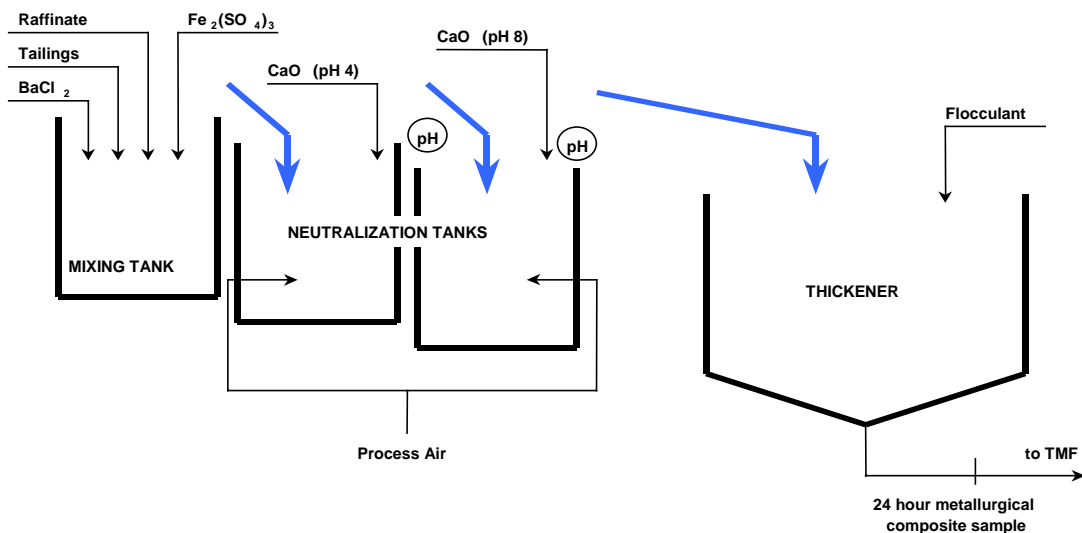 Raffinate
Fe 2(SO 4)3
Tailings
BaCl 2
CaO (pH 4)
CaO (pH 8)
Flocculant
pH
pH
NEUTRALIZATION TANKS
MIXING TANK
THICKENER
Process Air
to TMF
24 hour metallurgical
composite sample